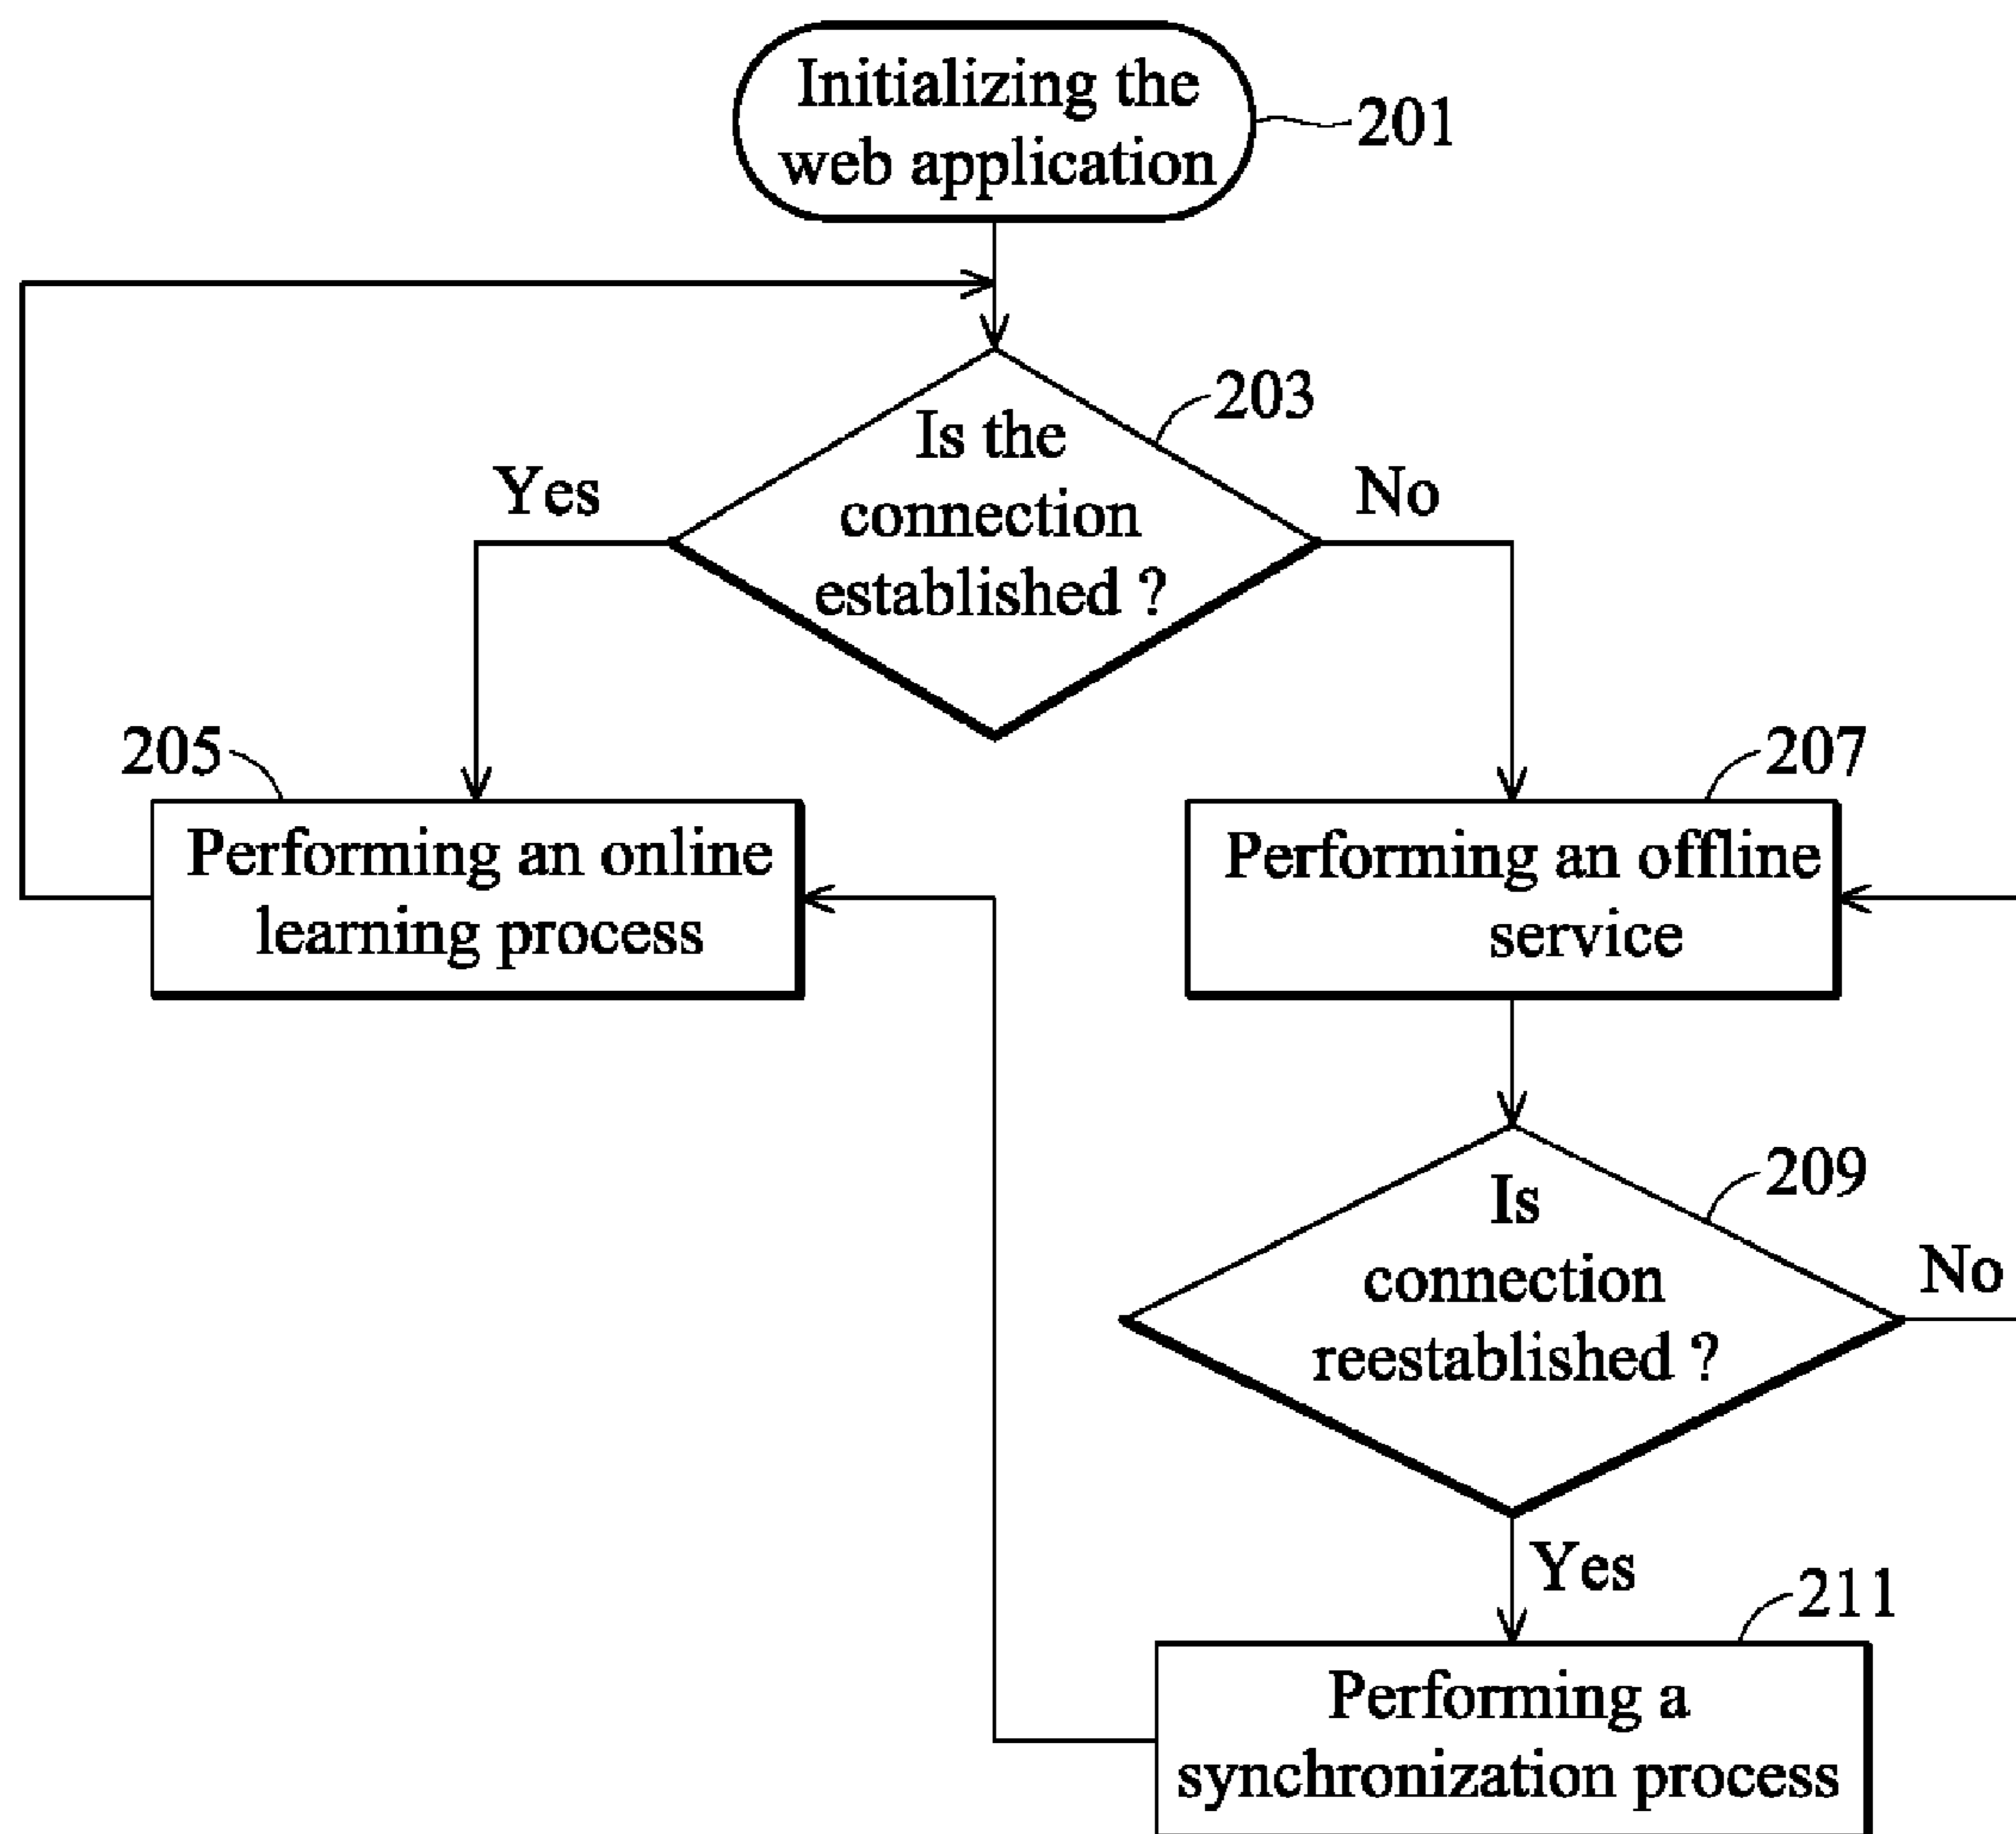 Initializing the
web application
201
Is the
connection
established ?
203
Yes
No
205
Performing an online
learning process
207
Performing an offline
service
Is
connection
reestablished ?
209
No
Yes
211
Performing a
synchronization process